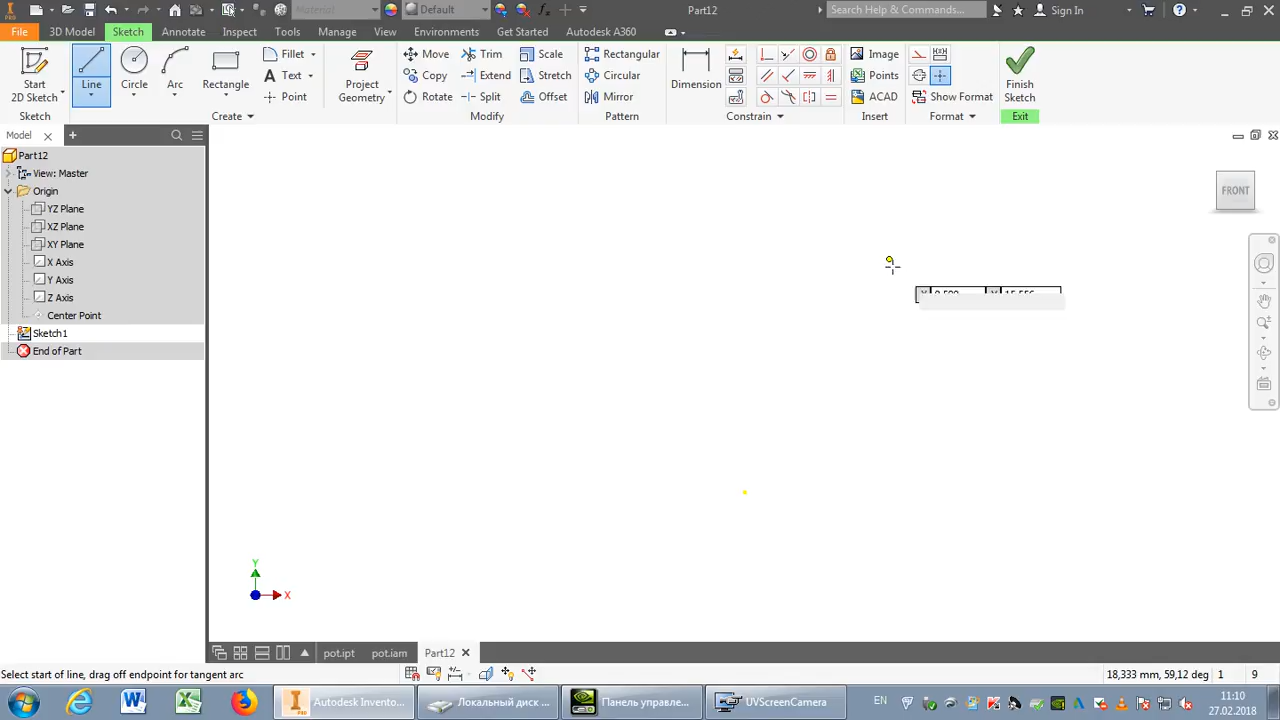 PRO Material Default Part12 Search Help & Commands... Sign In
File 3D Model Sketch Annotate Inspect Tools Manage View Environments Get Started Autodesk A360
Fillet Move Trim Scale Rectangular Image
Start 2D Sketch Line Circle Arc Rectangle Text Project Geometry Copy Extend Stretch Circular Dimension Points Finish Sketch
Point Rotate Split Offset Mirror ACAD Show Format
Sketch Create Modify Pattern Constrain Insert Format Exit
Model
Part12
View: Master
Origin
FRONT
YZ Plane
XZ Plane
XY Plane
X Axis
Y Axis
Z Axis
Center Point
Sketch1
End of Part
Y
X
pot.ipt pot.iam Part12
Select start of line, drag off endpoint for tangent arc 18,333 mm, 59,12 deg 1 9
Autodesk Invento... Локальный диск ... Панель управле... UVScreenCamera EN 11:10
27.02.2018